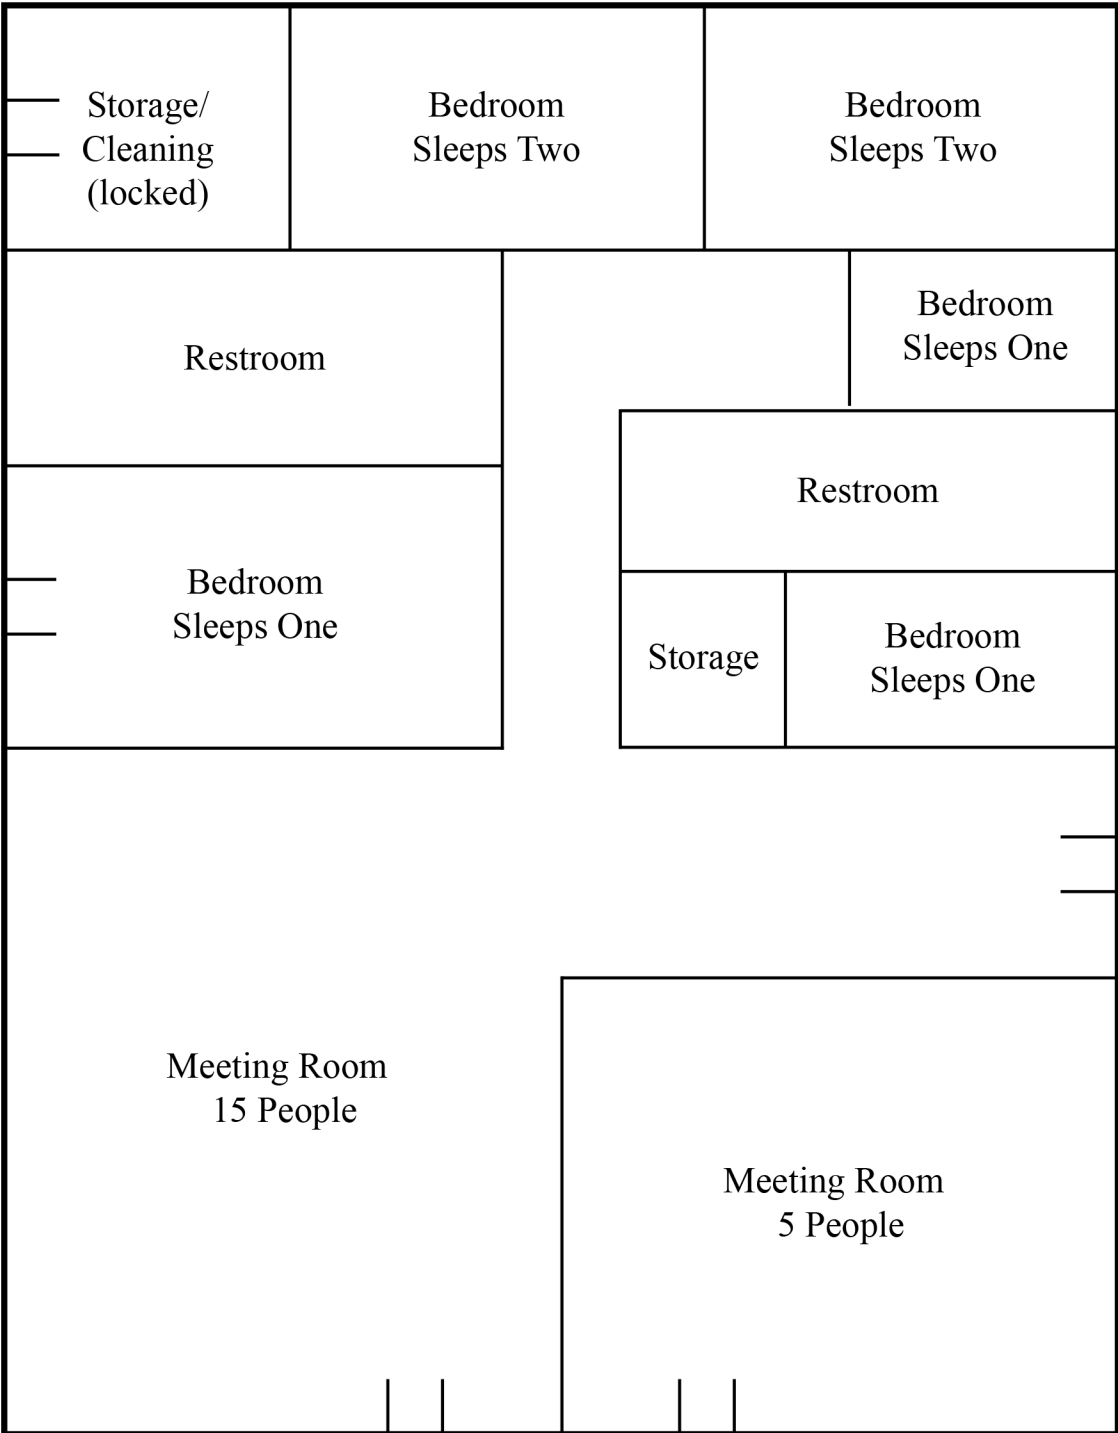 Storage/
Cleaning
(locked)
Bedroom
Sleeps Two
Bedroom
Sleeps Two
Restroom
Bedroom
Sleeps One
Restroom
Bedroom
Sleeps One
Storage
Bedroom
Sleeps One
Meeting Room
15 People
Meeting Room
5 People